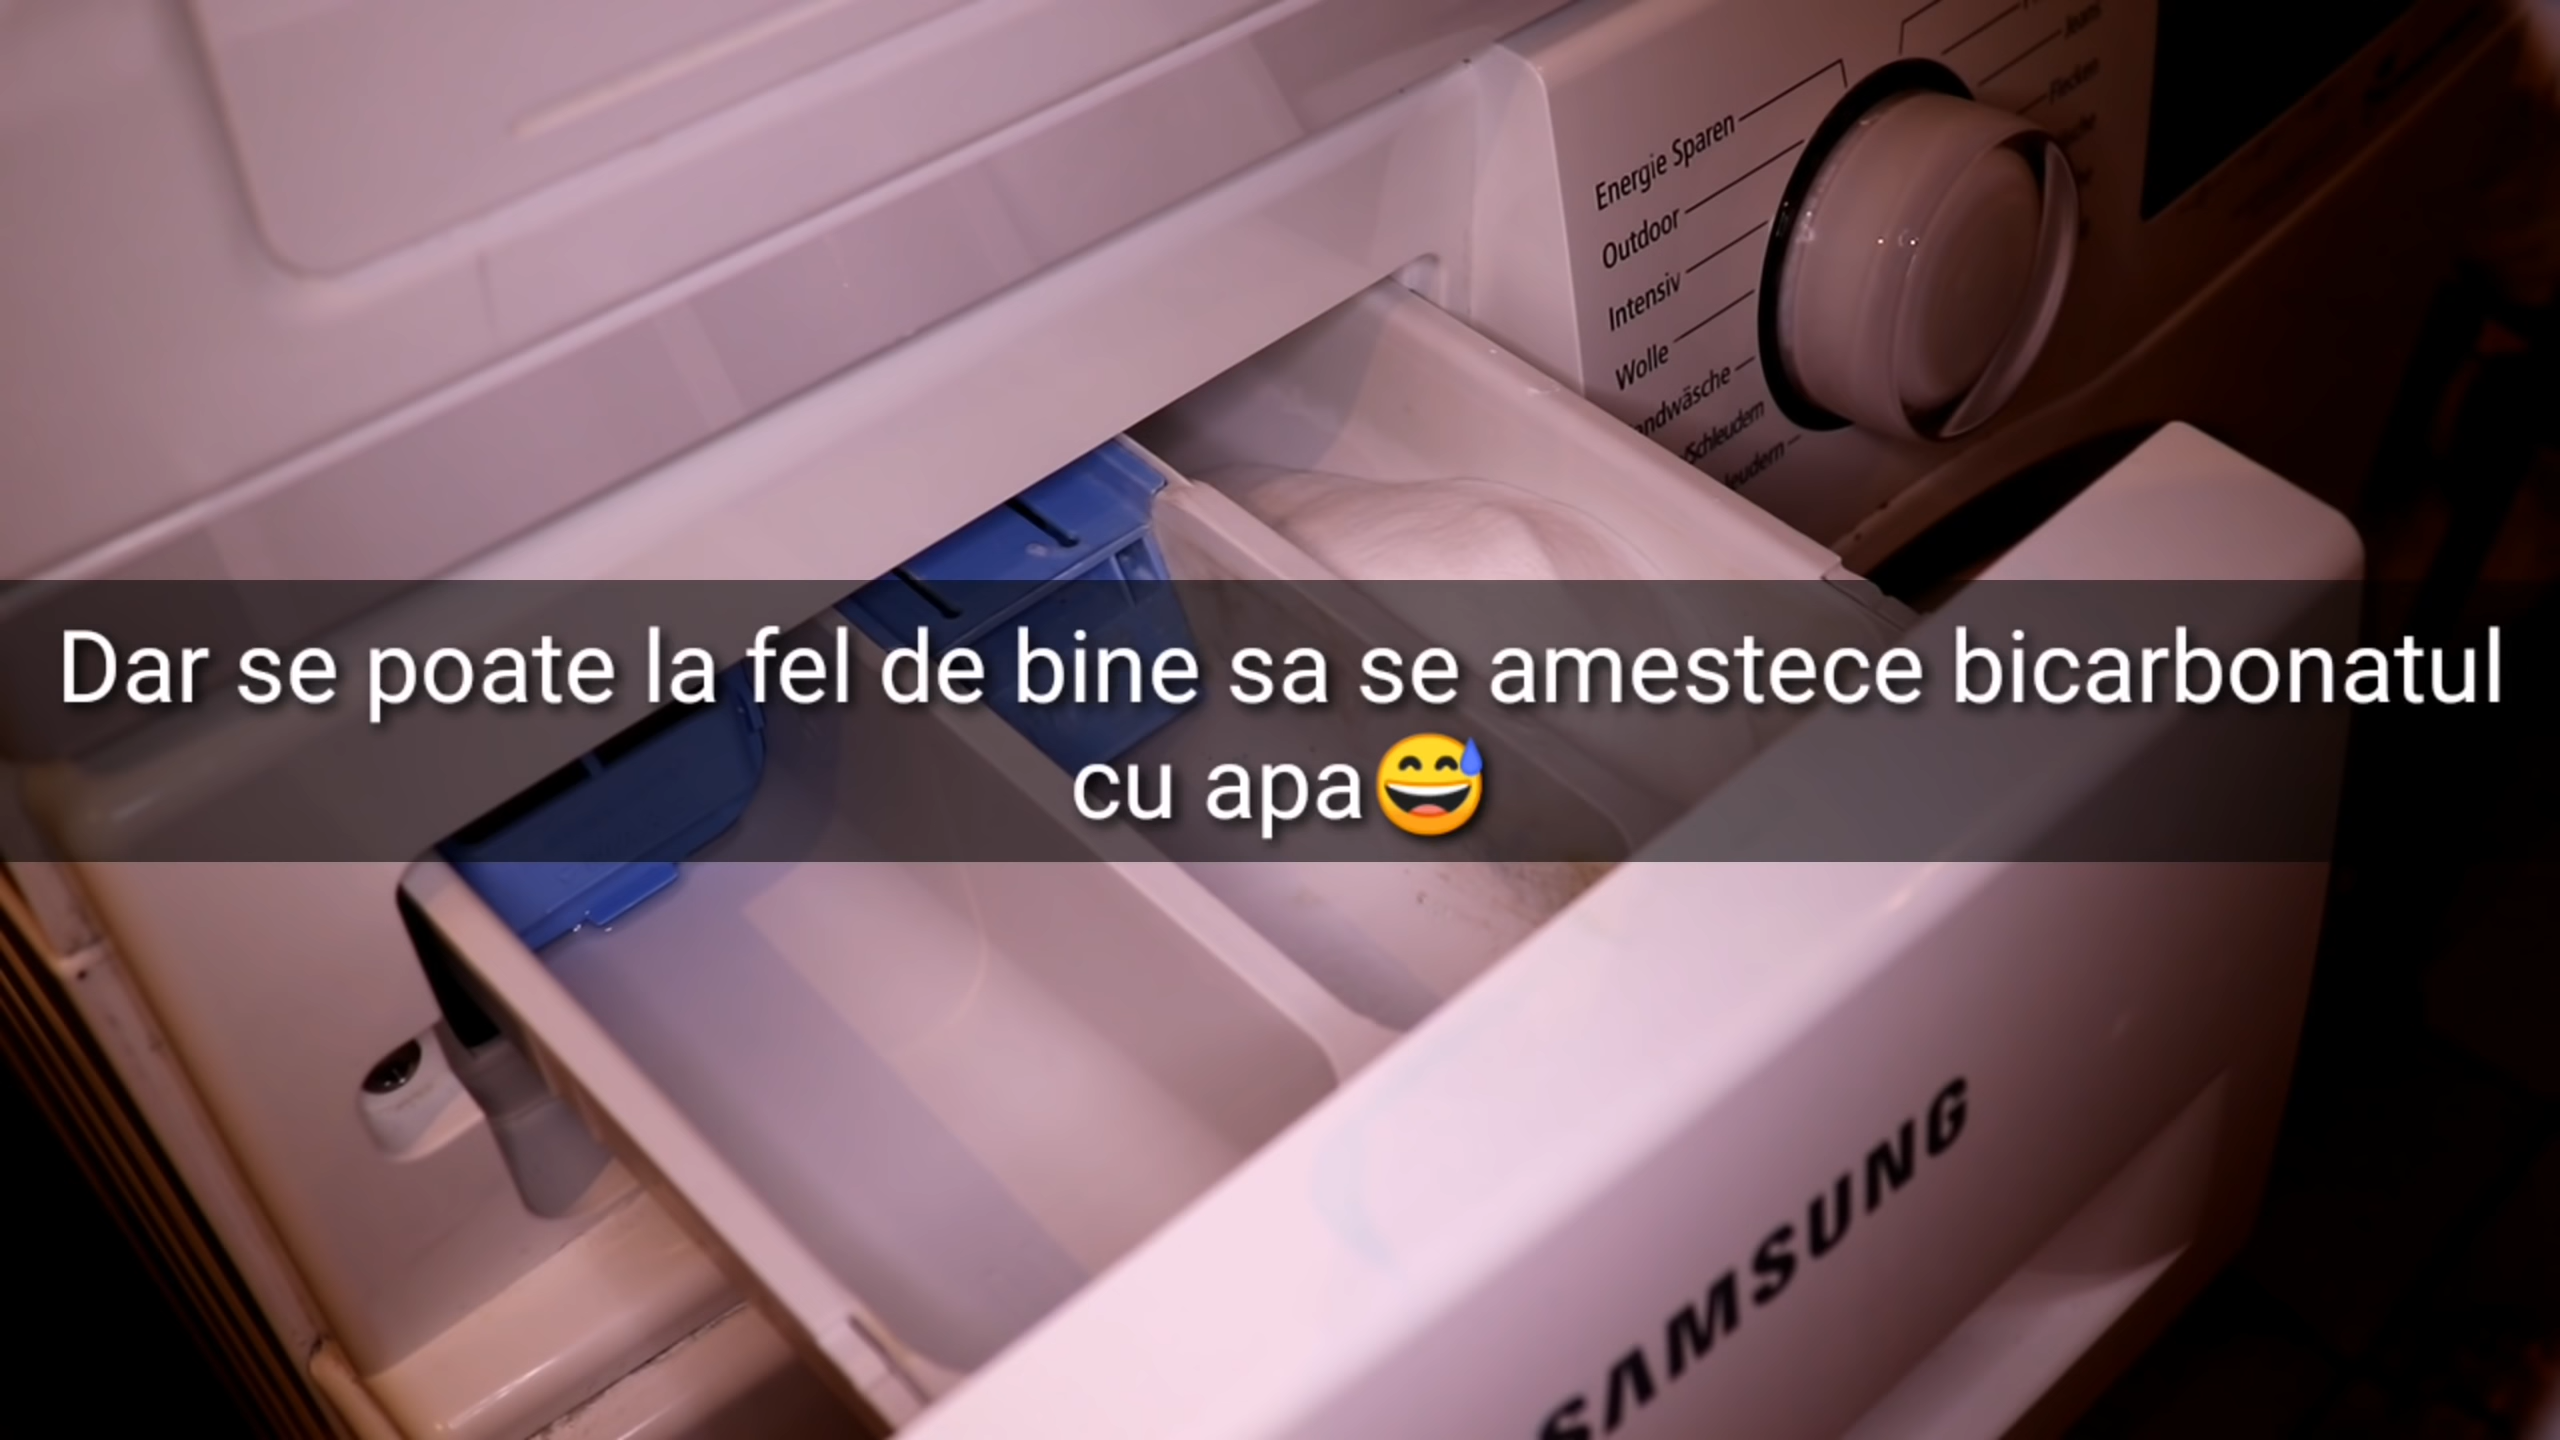 Energie Sparen
Outdoor
Intensiv
Wolle
Dar se poate la fel de bine sa se amestece bicarbonatul
cu apa😅
SAMSUNG